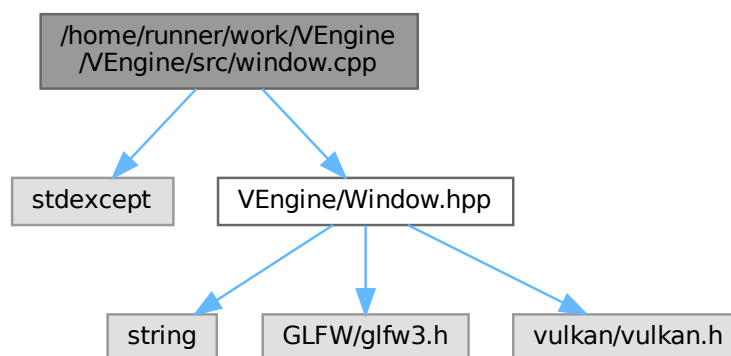 /home/runner/work/VEngine
/VEngine/src/window.cpp
stdexcept
VEngine/Window.hpp
string
GLFW/glfw3.h
vulkan/vulkan.h